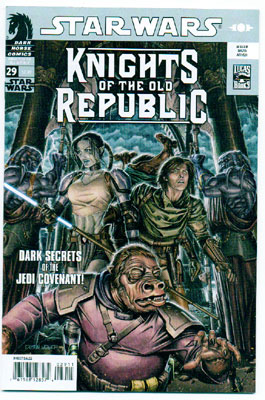 STAR WARS
DARK
HORSE
COMICS
29
STAR
WARS
KNIGHTS
OF THE OLD
REPUBLIC
LUCAS
BOOKS
DARK SECRETS
OF THE
JEDI COVENANT!